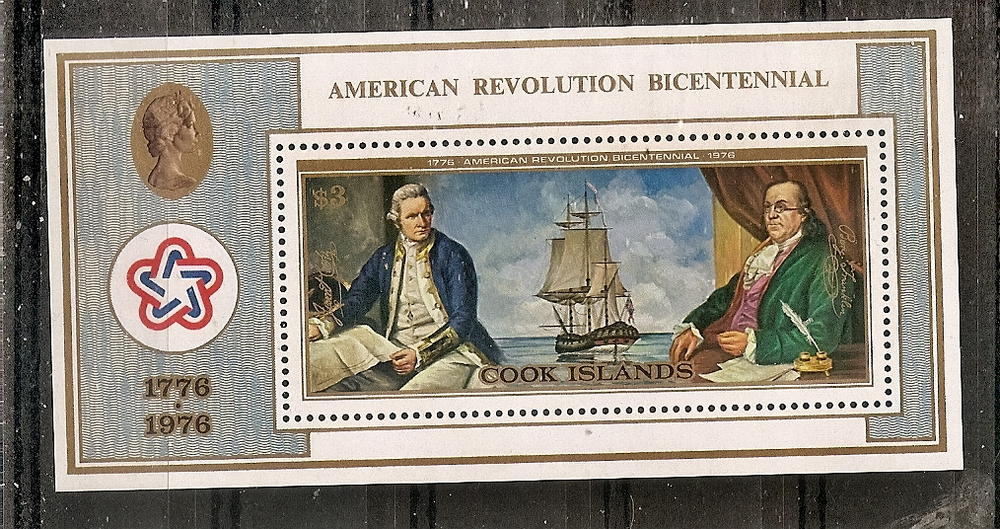 AMERICAN REVOLUTION BICENTENNIAL
1776 · AMERICAN REVOLUTION BICENTENNIAL · 1976
$3
COOK ISLANDS
1776
·
1976